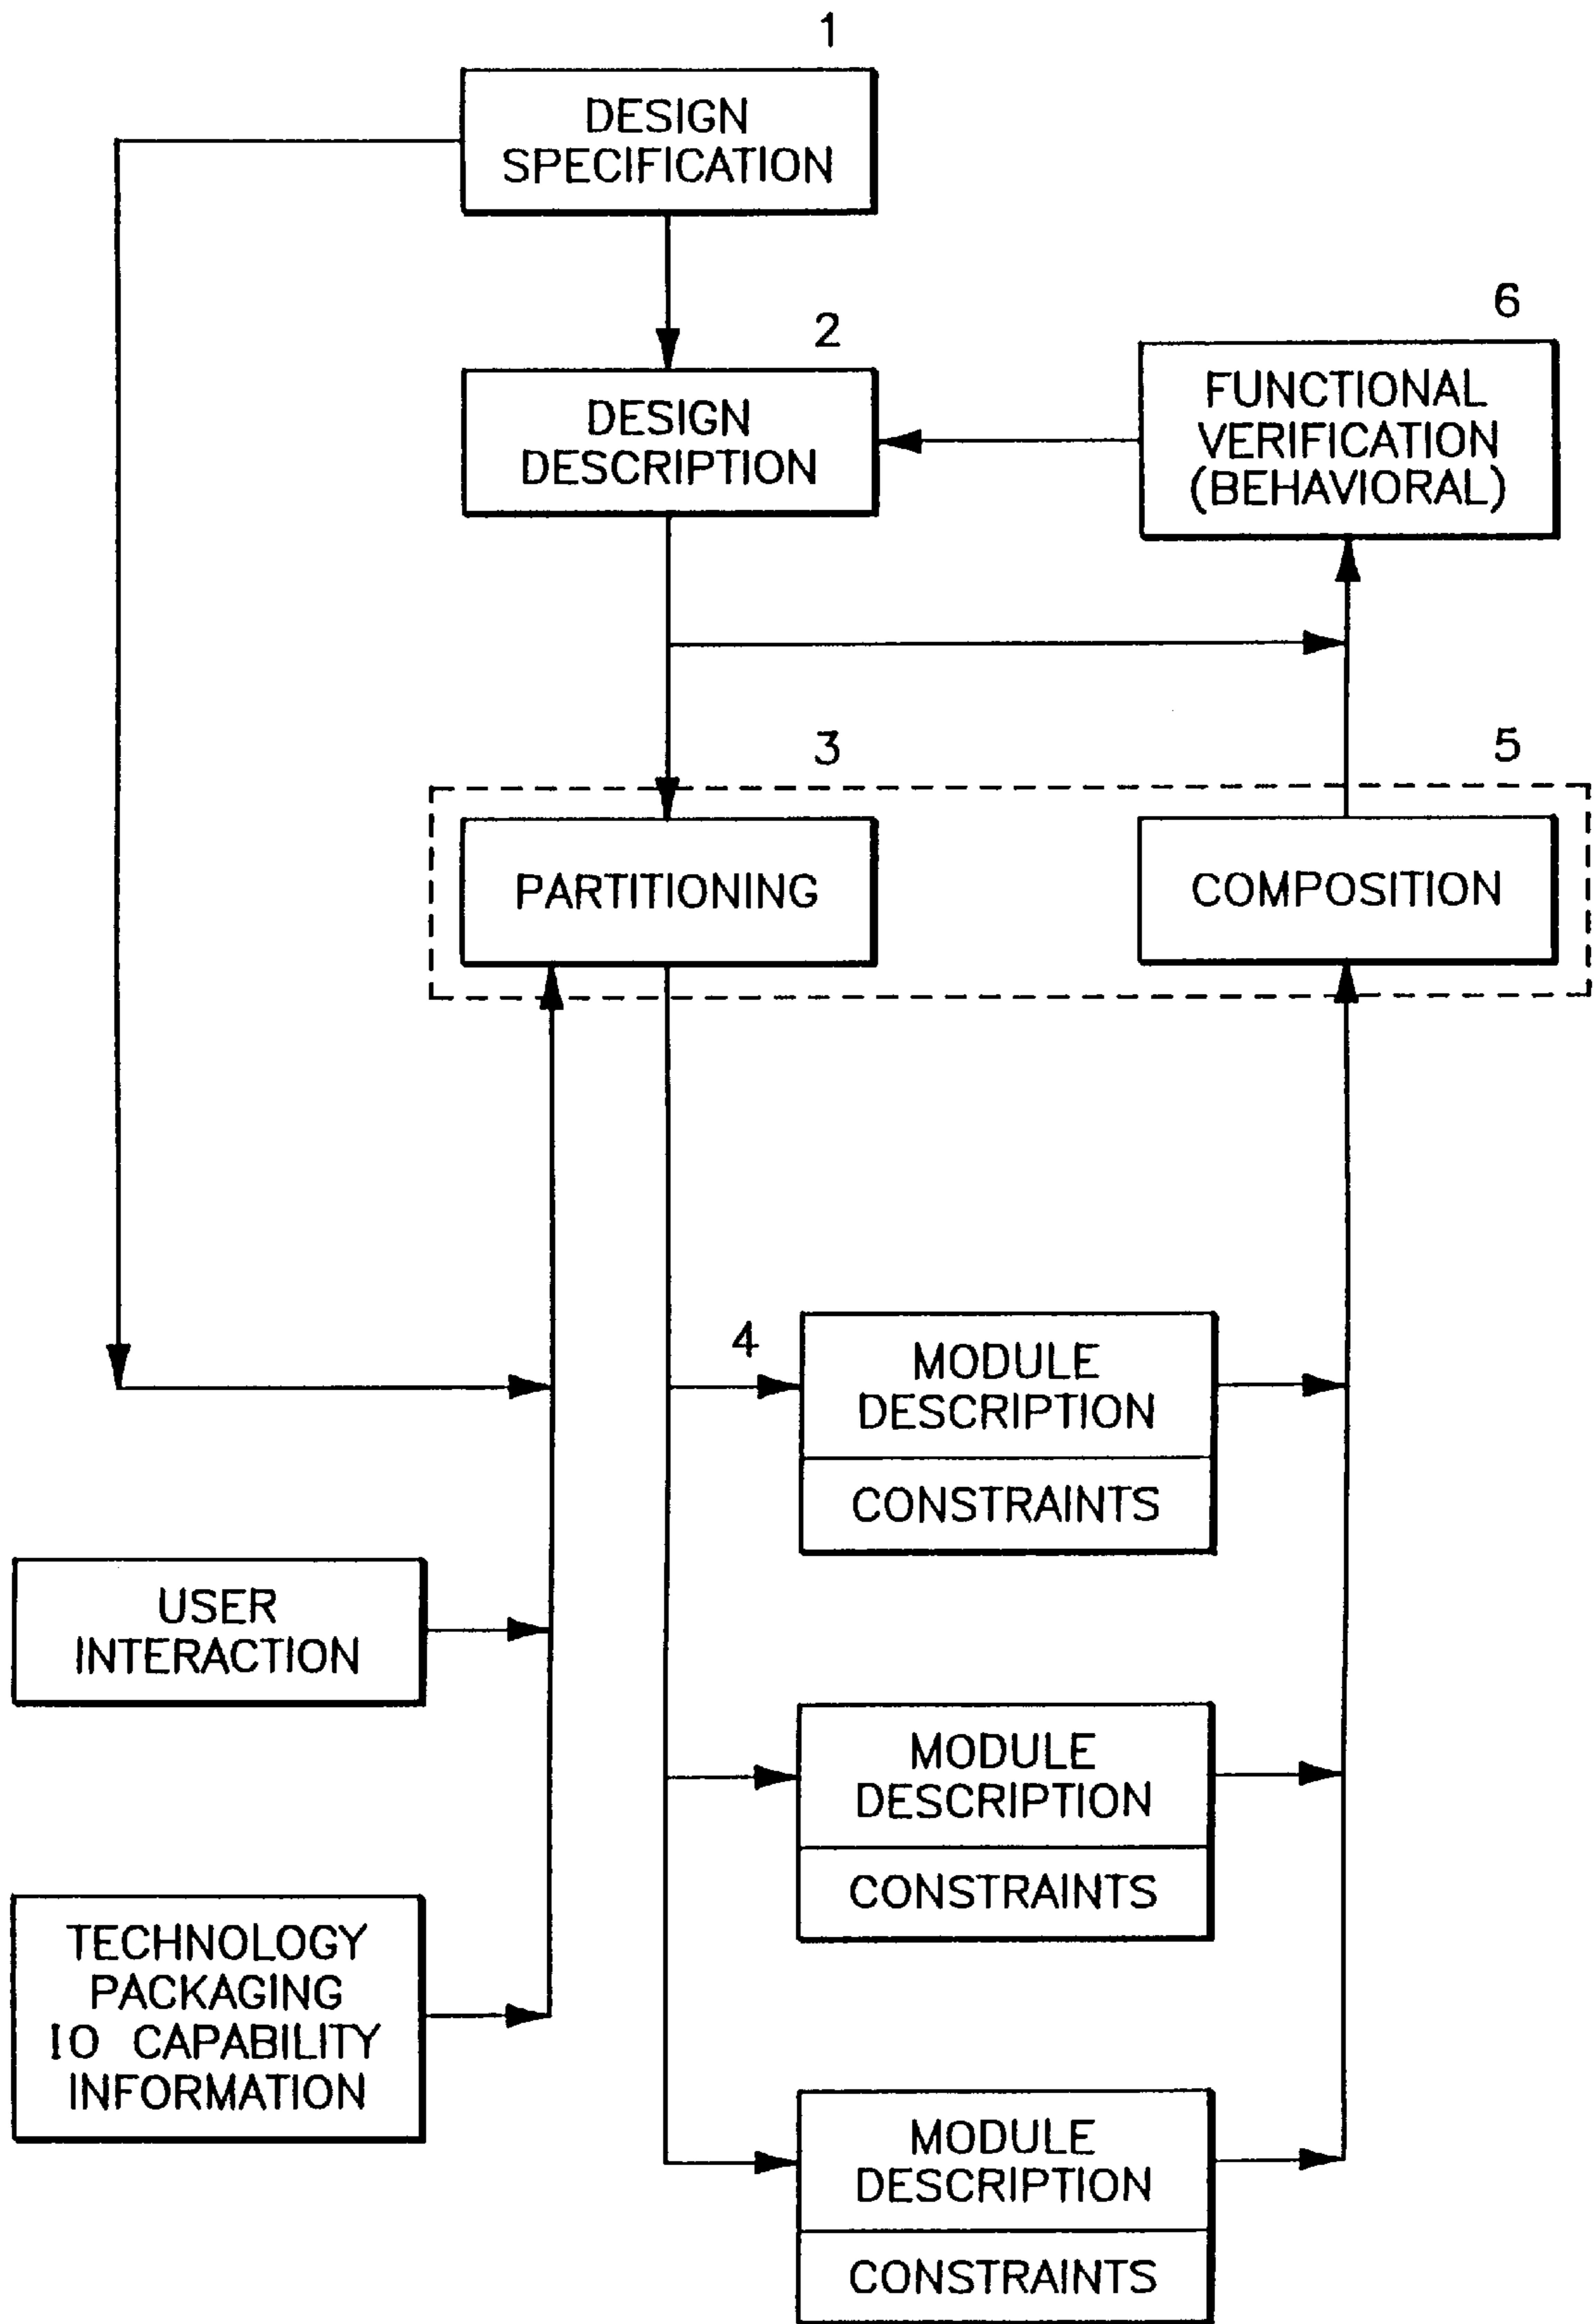 1
DESIGN
SPECIFICATION
2
DESIGN
DESCRIPTION
6
FUNCTIONAL
VERIFICATION
(BEHAVIORAL)
3
PARTITIONING
5
COMPOSITION
4
MODULE
DESCRIPTION
CONSTRAINTS
USER
INTERACTION
MODULE
DESCRIPTION
CONSTRAINTS
TECHNOLOGY
PACKAGING
IO CAPABILITY
INFORMATION
MODULE
DESCRIPTION
CONSTRAINTS